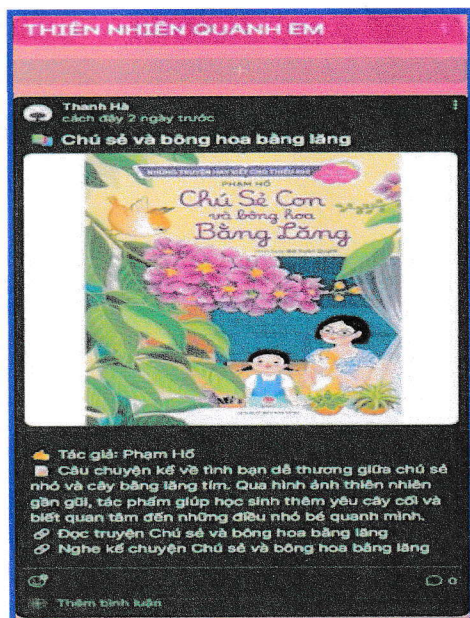 THIÊN NHIÊN QUANH EM
Thanh Hà
cách đây 2 ngày trước
Chú sẻ và bông hoa bằng lăng
NHỮNG TRUYỆN HAY VIẾT CHO THIẾU NHI
PHẠM HỔ
Chú Sẻ Con
và bông hoa
Bằng Lăng
Tác giả: Phạm Hổ
Câu chuyện kể về tình bạn dễ thương giữa chú sẻ
nhỏ và cây bằng lăng tím. Qua hình ảnh thiên nhiên
gần gũi, tác phẩm giúp học sinh thêm yêu cây cối và
biết quan tâm đến những điều nhỏ bé quanh mình.
Đọc truyện Chú sẻ và bông hoa bằng lăng
Nghe kể chuyện Chú sẻ và bông hoa bằng lăng
0
Thêm bình luận